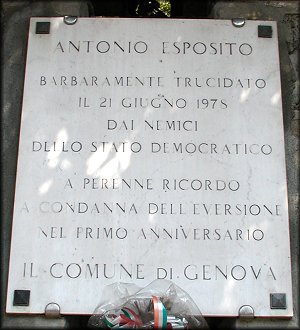 ANTONIO ESPOSITO
BARBARAMENTE TRUCIDATO
IL 21 GIUGNO 1978
DAI NEMICI
DELLO STATO DEMOCRATICO
A PERENNE RICORDO
A CONDANNA DELL'EVERSIONE
NEL PRIMO ANNIVERSARIO
IL COMUNE DI GENOVA